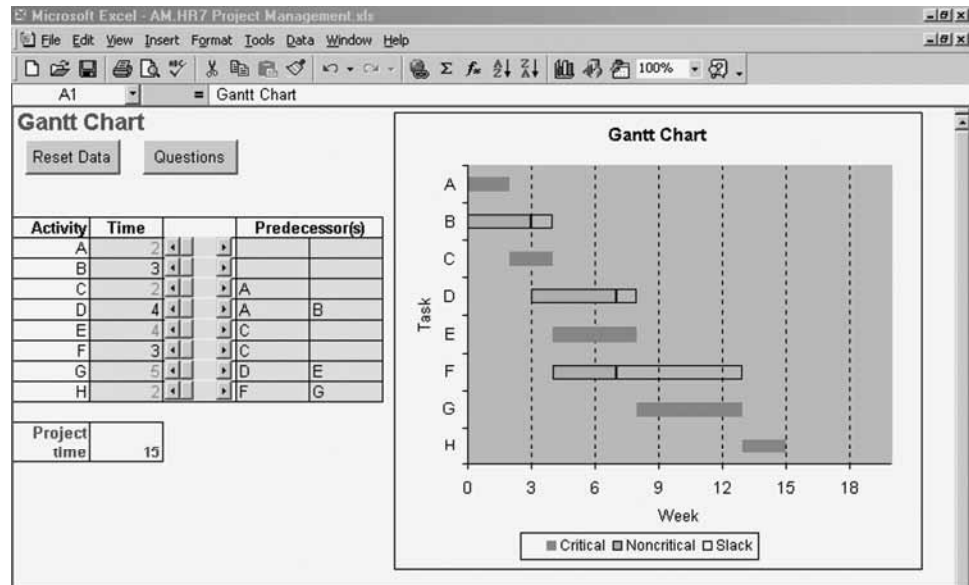 Microsoft Excel - AM.HR7 Project Management.xls
File Edit View Insert Format Tools Data Window Help
100%
A1 = Gantt Chart
Gantt Chart
Reset Data Questions
Activity Time Predecessor(s)
A 2
B 3
C 2 A
D 4 A B
E 4 C
F 3 C
G 5 D E
H 2 F G
Project
time 15
Gantt Chart
Task
A
B
C
D
E
F
G
H
0 3 6 9 12 15 18
Week
Critical Noncritical Slack